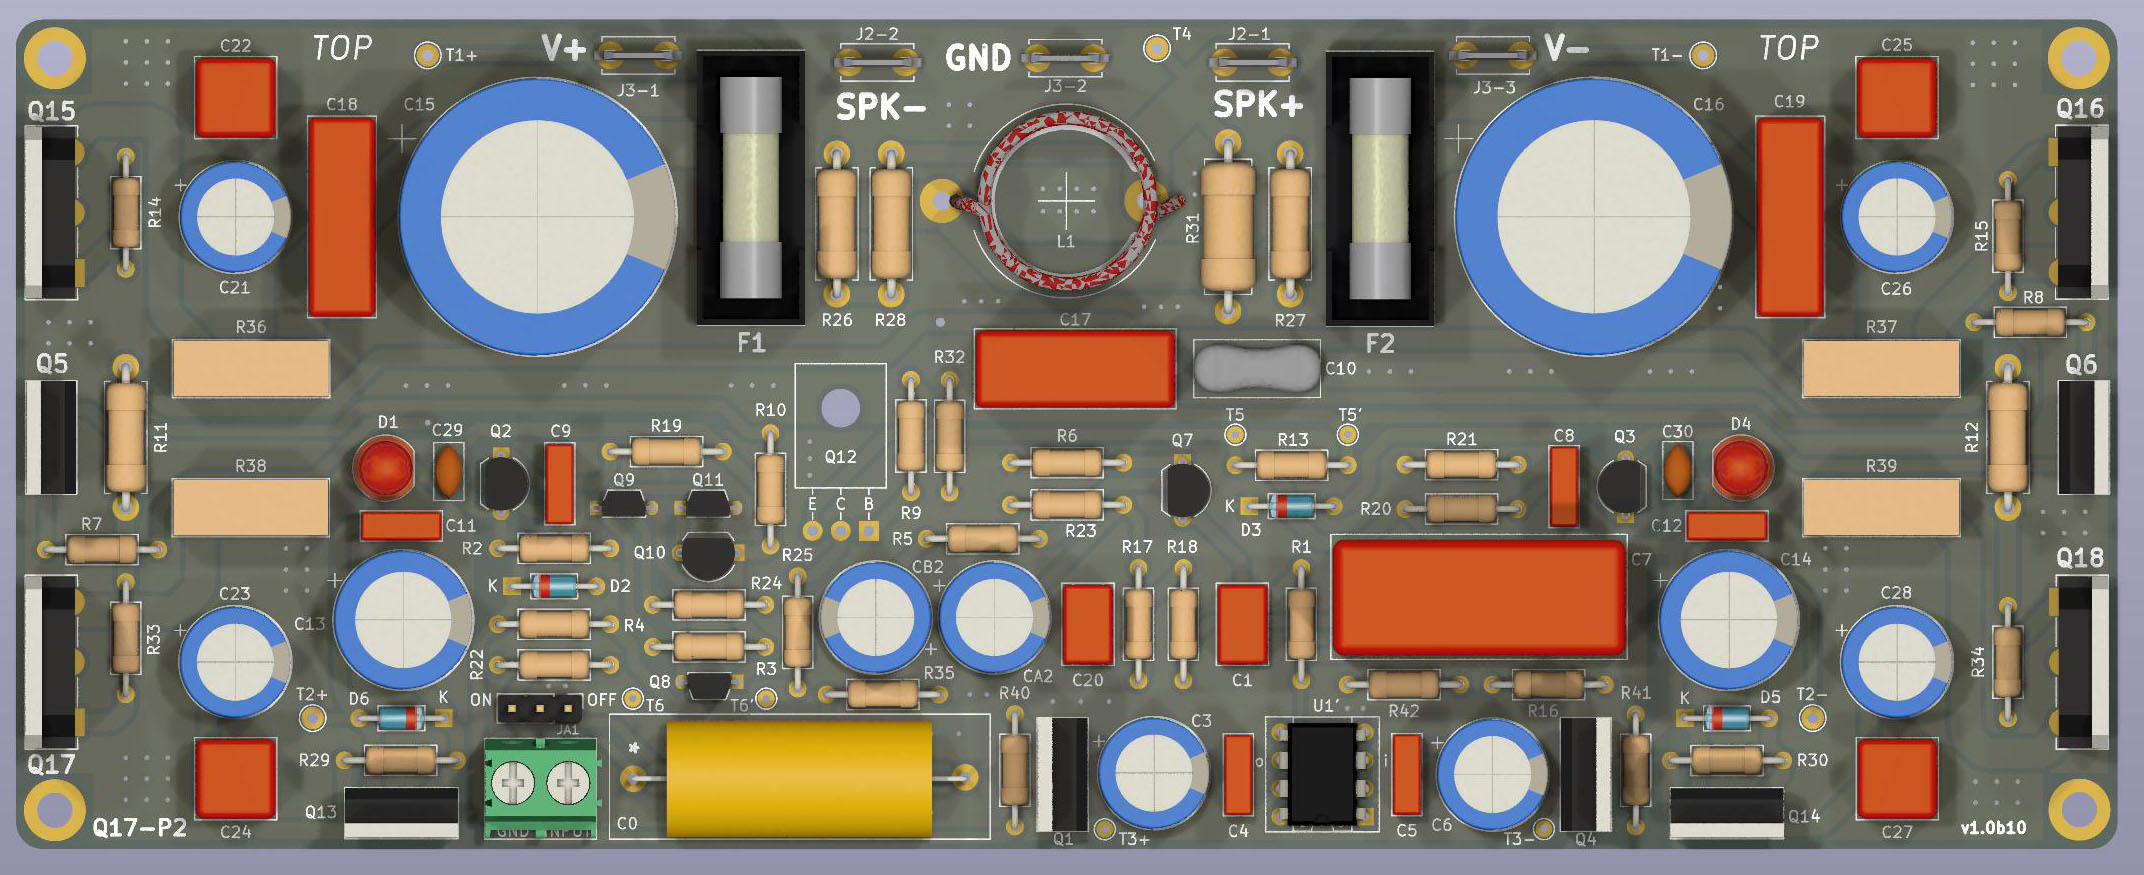 C22
TOP
T1+
V+
J2-2
GND
T4
J2-1
V-
T1-
TOP
C25
Q15
C18
C15
J3-1
SPK-
J3-2
SPK+
J3-3
C16
C19
Q16
R14
L1
R31
R15
C21
C26
R8
R36
F1
R26
R28
C17
R27
F2
R37
Q5
R32
C10
Q6
D1
C29
Q2
C9
R19
R10
Q12
R6
Q7
T5
T5'
R13
R21
C8
Q3
C30
D4
R11
R12
R38
Q9
Q11
E
C
B
R9
R23
K
D3
R20
R39
R7
C11
R2
Q10
R25
R5
R17
R18
R1
C12
C7
C14
Q18
CB2
K
D2
R24
C23
C13
R4
C28
R33
R22
R3
Q8
R35
CA2
C20
C1
R34
T2+
D6
K
ON
OFF
T6
T6'
R40
R42
R16
R41
K
D5
T2-
JA1
U1'
C3
*
o
i
R29
R30
Q17
Q13
Q14
Q17-P2
C24
GND
INPUT
C0
Q1
T3+
C4
C5
C6
T3-
Q4
C27
v1.0b10